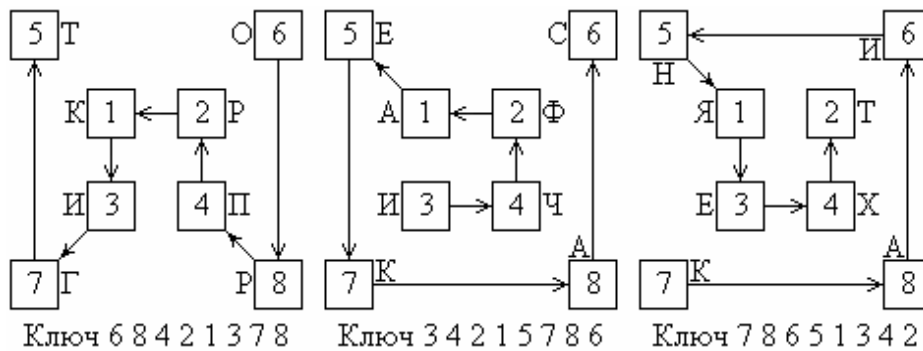 5 Т О 6 5 Е С 6 5 Н И 6
К 1 2 Р А 1 2 Ф Я 1 2 Т
И 3 4 П И 3 4 Ч Е 3 4 Х
7 Г Р 8 7 К А 8 7 К А 8
Ключ 6 8 4 2 1 3 7 8 Ключ 3 4 2 1 5 7 8 6 Ключ 7 8 6 5 1 3 4 2